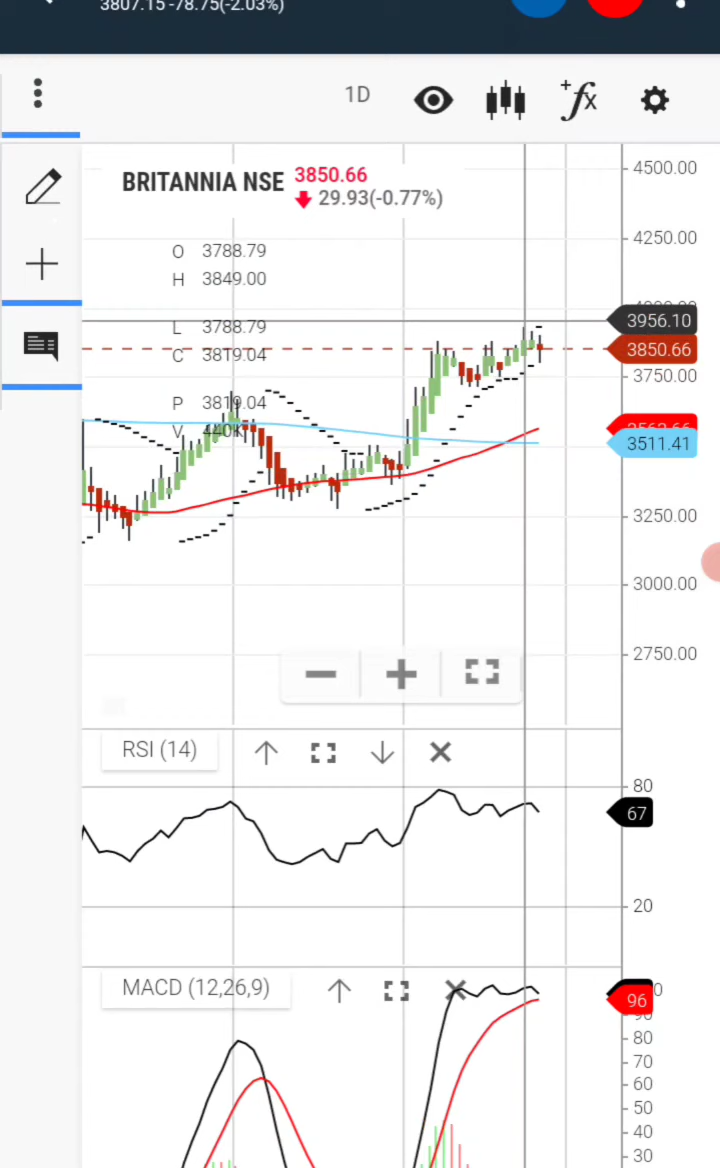 3807.15 -78.75(-2.03%)
1D
+fx
BRITANNIA NSE 3850.66
29.93(-0.77%)
O 3788.79
H 3849.00
L 3788.79
C 3819.04
P 3819.04
V 440K
4500.00
4250.00
3956.10
3850.66
3750.00
3511.41
3250.00
3000.00
2750.00
RSI (14)
80
67
20
MACD (12,26,9)
96
80
70
60
50
40
30